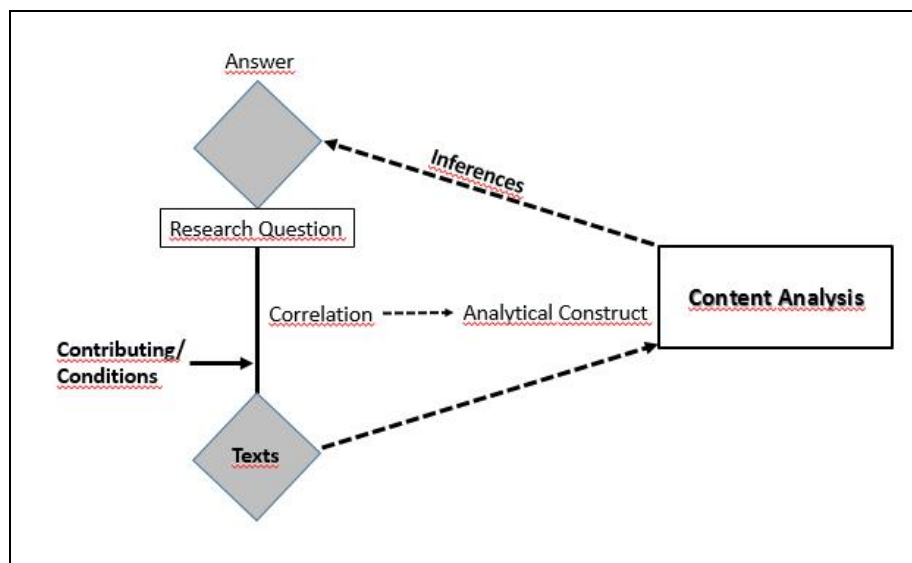 Answer
Inferences
Research Question
Content Analysis
Correlation
Analytical Construct
Contributing/
Conditions
Texts